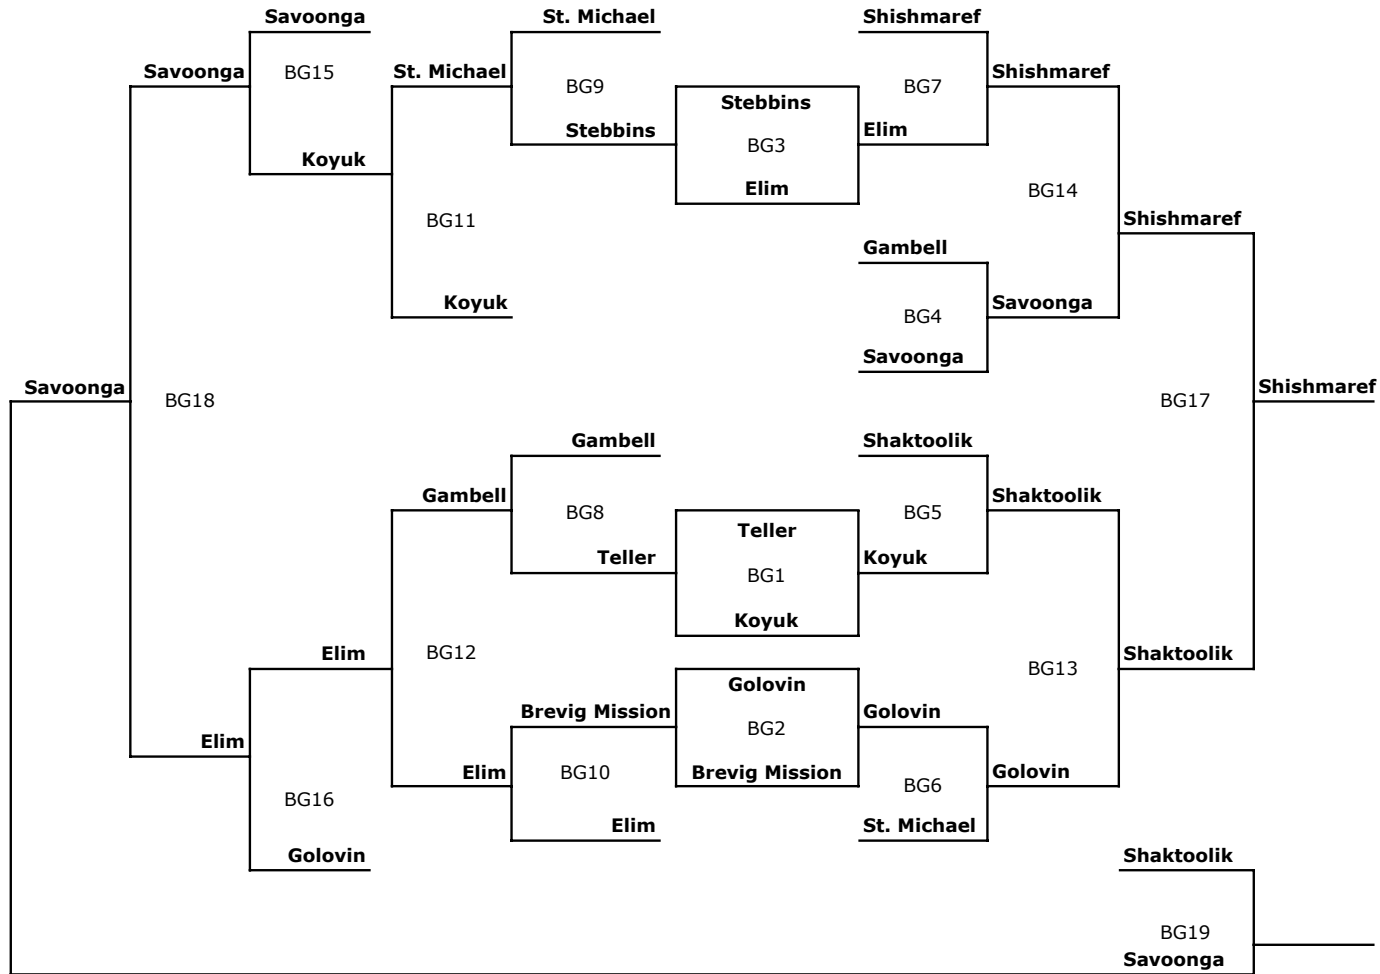 Savoonga
St. Michael
Shishmaref
Savoonga
BG15
St. Michael
BG9
Stebbins
BG7
Shishmaref
Stebbins
BG3
Elim
Koyuk
Elim
BG14
BG11
Shishmaref
Gambell
Koyuk
BG4
Savoonga
Savoonga
Savoonga
BG18
BG17
Shishmaref
Gambell
Shaktoolik
Gambell
BG8
Teller
BG5
Shaktoolik
Teller
BG1
Koyuk
Koyuk
Elim
BG12
BG13
Shaktoolik
Golovin
Brevig Mission
BG2
Golovin
Elim
Elim
BG10
Brevig Mission
BG6
Golovin
BG16
Elim
St. Michael
Golovin
Shaktoolik
BG19
Savoonga